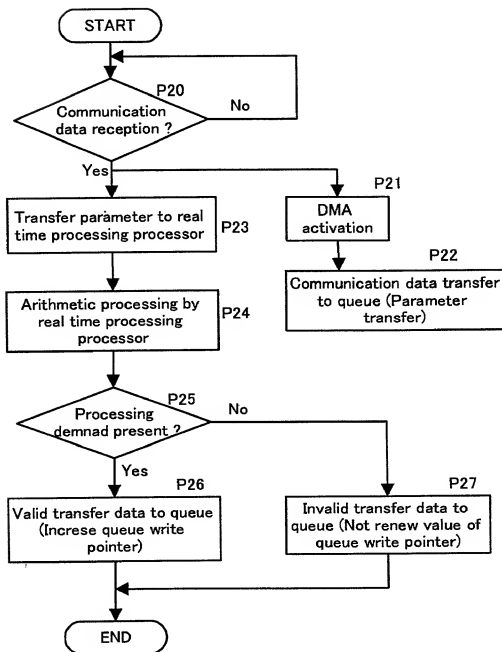 START
P20
Communication
data reception ?
No
Yes
P21
DMA
activation
P22
Communication data transfer
to queue (Parameter
transfer)
Transfer parameter to real
time processing processor
P23
Arithmetic processing by
real time processing
processor
P24
P25
Processing
demnad present ?
No
Yes
P26
Valid transfer data to queue
(Increse queue write
pointer)
P27
Invalid transfer data to
queue (Not renew value of
queue write pointer)
END